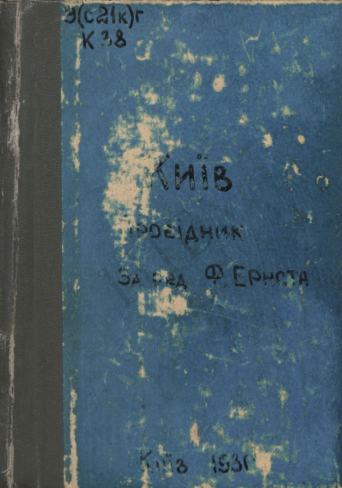 9(с21к)г
К 38
Київ
Провідник
За ред Ф. Ернста
Київ 1930